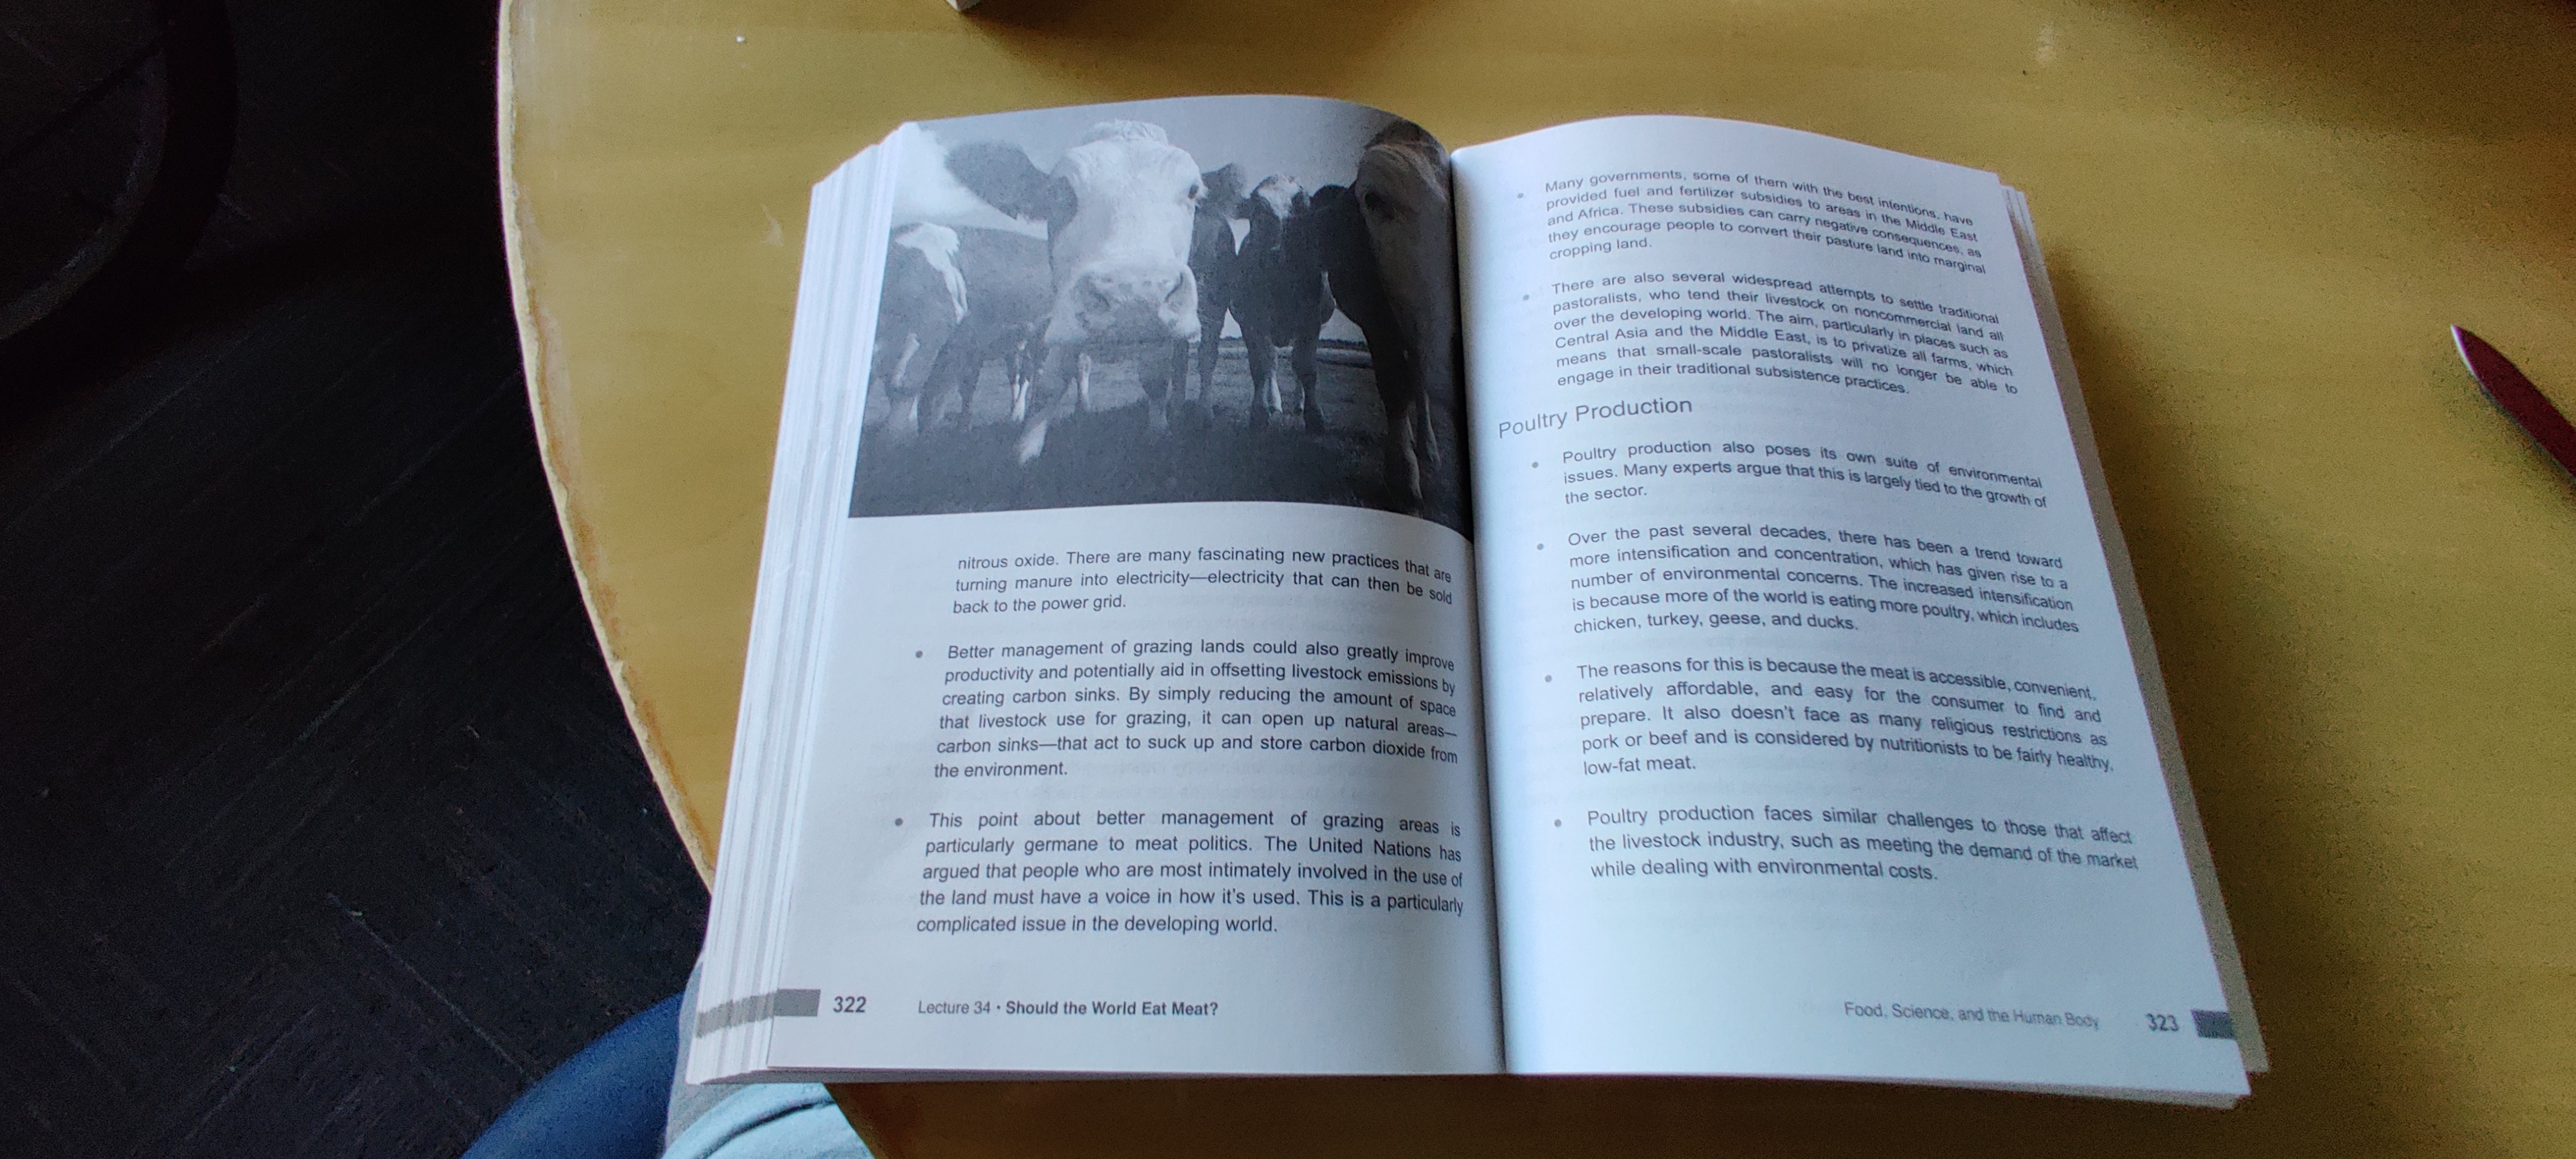 nitrous oxide. There are many fascinating new practices that are
turning manure into electricity—electricity that can then be sold
back to the power grid.
• Better management of grazing lands could also greatly improve
productivity and potentially aid in offsetting livestock emissions by
creating carbon sinks. By simply reducing the amount of space
that livestock use for grazing, it can open up natural areas—
carbon sinks—that act to suck up and store carbon dioxide from
the environment.
• This point about better management of grazing areas is
particularly germane to meat politics. The United Nations has
argued that people who are most intimately involved in the use of
the land must have a voice in how it's used. This is a particularly
complicated issue in the developing world.
322 Lecture 34 • Should the World Eat Meat?
• Many governments, some of them with the best intentions, have
provided fuel and fertilizer subsidies to areas in the Middle East
and Africa. These subsidies can carry negative consequences, as
they encourage people to convert their pasture land into marginal
cropping land.
• There are also several widespread attempts to settle traditional
pastoralists, who tend their livestock on noncommercial land all
over the developing world. The aim, particularly in places such as
Central Asia and the Middle East, is to privatize all farms, which
means that small-scale pastoralists will no longer be able to
engage in their traditional subsistence practices.
Poultry Production
• Poultry production also poses its own suite of environmental
issues. Many experts argue that this is largely tied to the growth of
the sector.
• Over the past several decades, there has been a trend toward
more intensification and concentration, which has given rise to a
number of environmental concerns. The increased intensification
is because more of the world is eating more poultry, which includes
chicken, turkey, geese, and ducks.
• The reasons for this is because the meat is accessible, convenient,
relatively affordable, and easy for the consumer to find and
prepare. It also doesn't face as many religious restrictions as
pork or beef and is considered by nutritionists to be fairly healthy,
low-fat meat.
• Poultry production faces similar challenges to those that affect
the livestock industry, such as meeting the demand of the market
while dealing with environmental costs.
Food, Science, and the Human Body 323